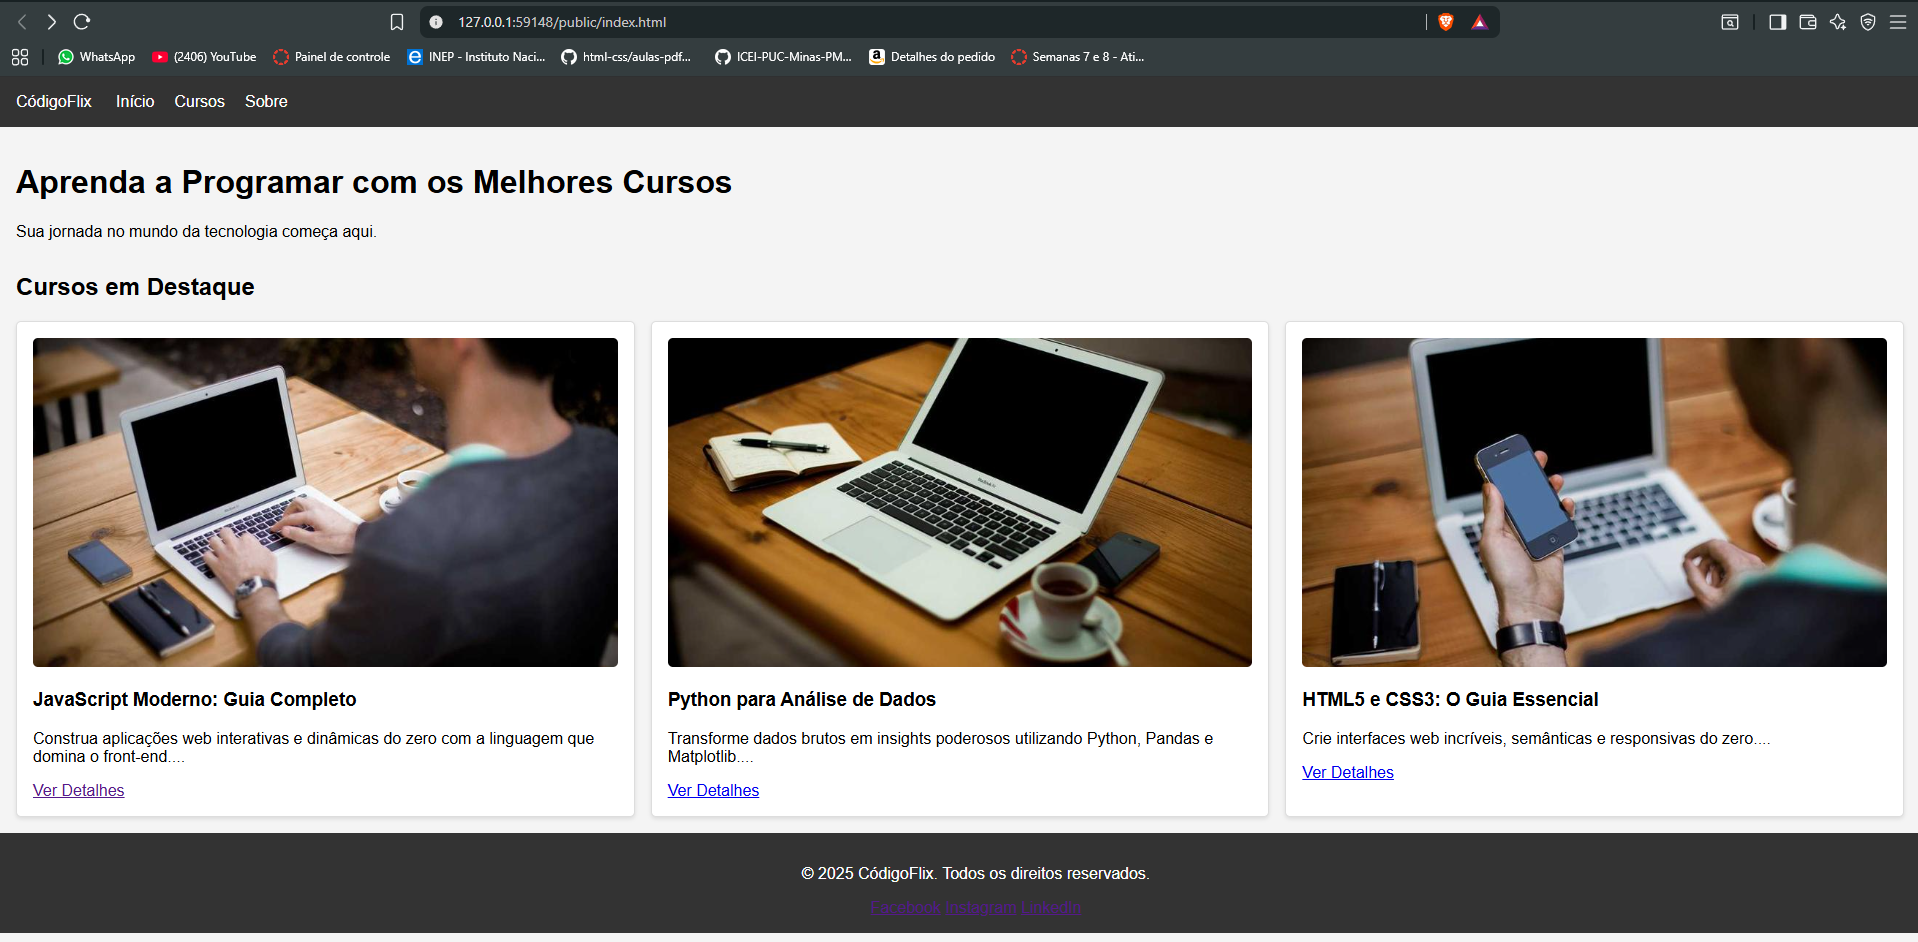 127.0.0.1:59148/public/index.html
WhatsApp (2406) YouTube Painel de controle INEP - Instituto Naci... html-css/aulas-pdf... ICEI-PUC-Minas-PM... Detalhes do pedido Semanas 7 e 8 - Ati...
CódigoFlix Início Cursos Sobre
Aprenda a Programar com os Melhores Cursos
Sua jornada no mundo da tecnologia começa aqui.
Cursos em Destaque
JavaScript Moderno: Guia Completo
Construa aplicações web interativas e dinâmicas do zero com a linguagem que
domina o front-end....
Ver Detalhes
Python para Análise de Dados
Transforme dados brutos em insights poderosos utilizando Python, Pandas e
Matplotlib....
Ver Detalhes
HTML5 e CSS3: O Guia Essencial
Crie interfaces web incríveis, semânticas e responsivas do zero....
Ver Detalhes
© 2025 CódigoFlix. Todos os direitos reservados.
Facebook Instagram LinkedIn